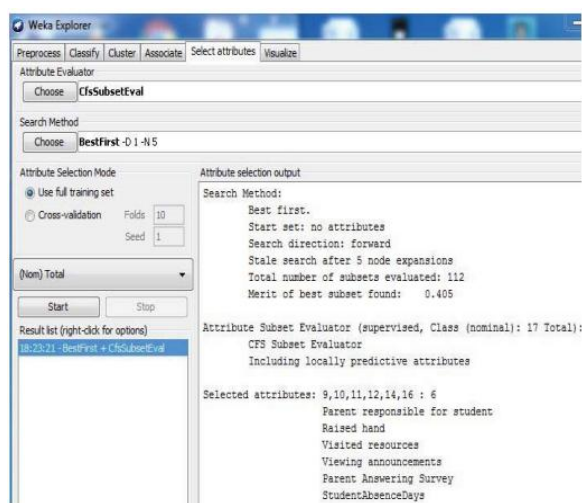 Weka Explorer
Preprocess Classify Cluster Associate Select attributes Visualize
Attribute Evaluator
Choose CfsSubsetEval
Search Method
Choose BestFirst -D 1 -N 5
Attribute Selection Mode
Use full training set
Cross-validation Folds 10
Seed 1
(Nom) Total
Start Stop
Result list (right-click for options)
18:23:21 - BestFirst + CfsSubsetEval
Attribute selection output
Search Method:
Best first.
Start set: no attributes
Search direction: forward
Stale search after 5 node expansions
Total number of subsets evaluated: 112
Merit of best subset found: 0.405
Attribute Subset Evaluator (supervised, Class (nominal): 17 Total):
CFS Subset Evaluator
Including locally predictive attributes
Selected attributes: 9,10,11,12,14,16 : 6
Parent responsible for student
Raised hand
Visited resources
Viewing announcements
Parent Answering Survey
StudentAbsenceDays